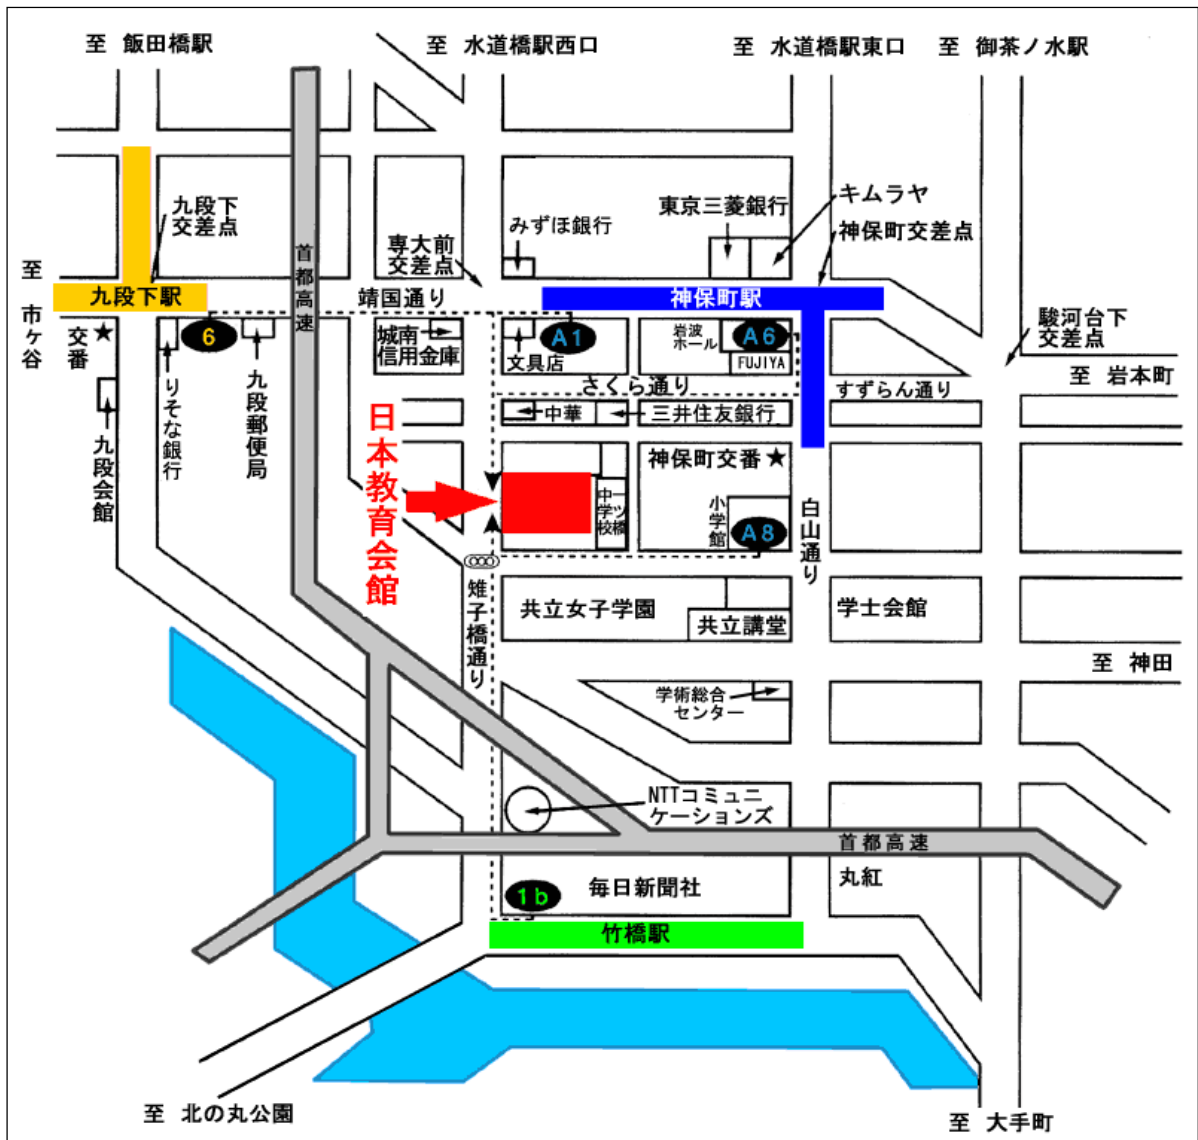 至 飯田橋駅
至 水道橋駅西口
至 水道橋駅東口
至 御茶ノ水駅
九段下
交差点
首都高速
専大前
交差点
みずほ銀行
東京三菱銀行
キムラヤ
神保町交差点
至 市ヶ谷
九段下駅
靖国通り
神保町駅
交番★
りそな銀行
6
九段郵便局
九段会館
城南
信用金庫
文具店
A1
岩波
ホール
A6
FUJIYA
駿河台下
交差点
至 岩本町
さくら通り
すずらん通り
中華
三井住友銀行
日本教育会館
一ツ橋
中学校
神保町交番★
小学館
A8
白山通り
雉子橋通り
共立女子学園
共立講堂
学士会館
至 神田
学術総合
センター
NTTコミュニ
ケーションズ
首都高速
丸紅
1b
毎日新聞社
竹橋駅
至 北の丸公園
至 大手町